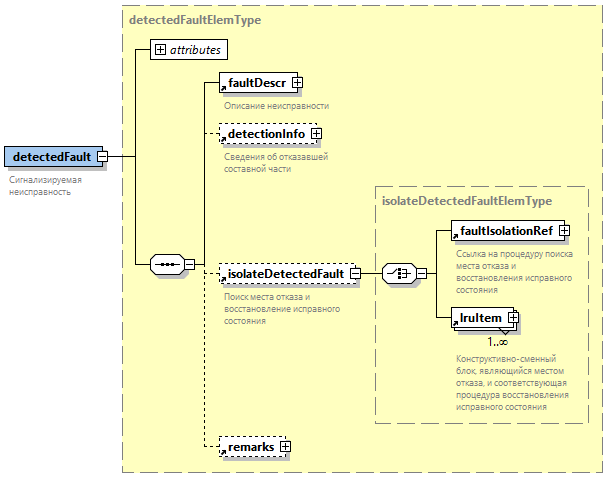 detectedFaultElemType
attributes
faultDescr
Описание неисправности
detectionInfo
Сведения об отказавшей
составной части
detectedFault
Сигнализируемая
неисправность
isolateDetectedFault
Поиск места отказа и
восстановление исправного
состояния
isolateDetectedFaultElemType
faultIsolationRef
Ссылка на процедуру поиска
места отказа и
восстановления исправного
состояния
lruItem
1..∞
Конструктивно-сменный
блок, являющийся местом
отказа, и соответствующая
процедура восстановления
исправного состояния
remarks